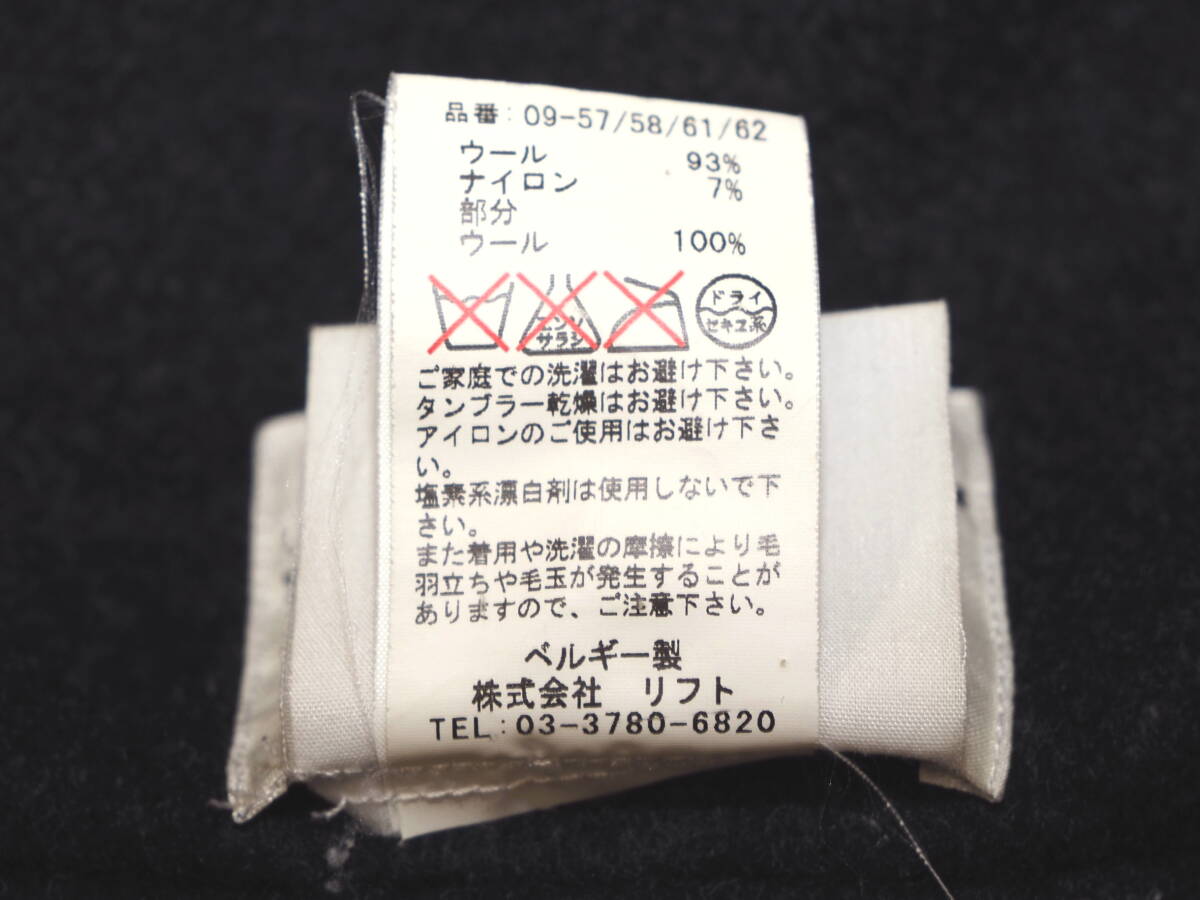 品番: 09-57/58/61/62
ウール 93%
ナイロン 7%
部分
ウール 100%
エンソ
サラシ
ドライ
セキユ系
ご家庭での洗濯はお避け下さい。
タンブラー乾燥はお避け下さい。
アイロンのご使用はお避け下さ
い。
塩素系漂白剤は使用しないで下
さい。
また着用や洗濯の摩擦により毛
羽立ちや毛玉が発生することが
ありますので、ご注意下さい。
ベルギー製
株式会社 リフト
TEL:03-3780-6820